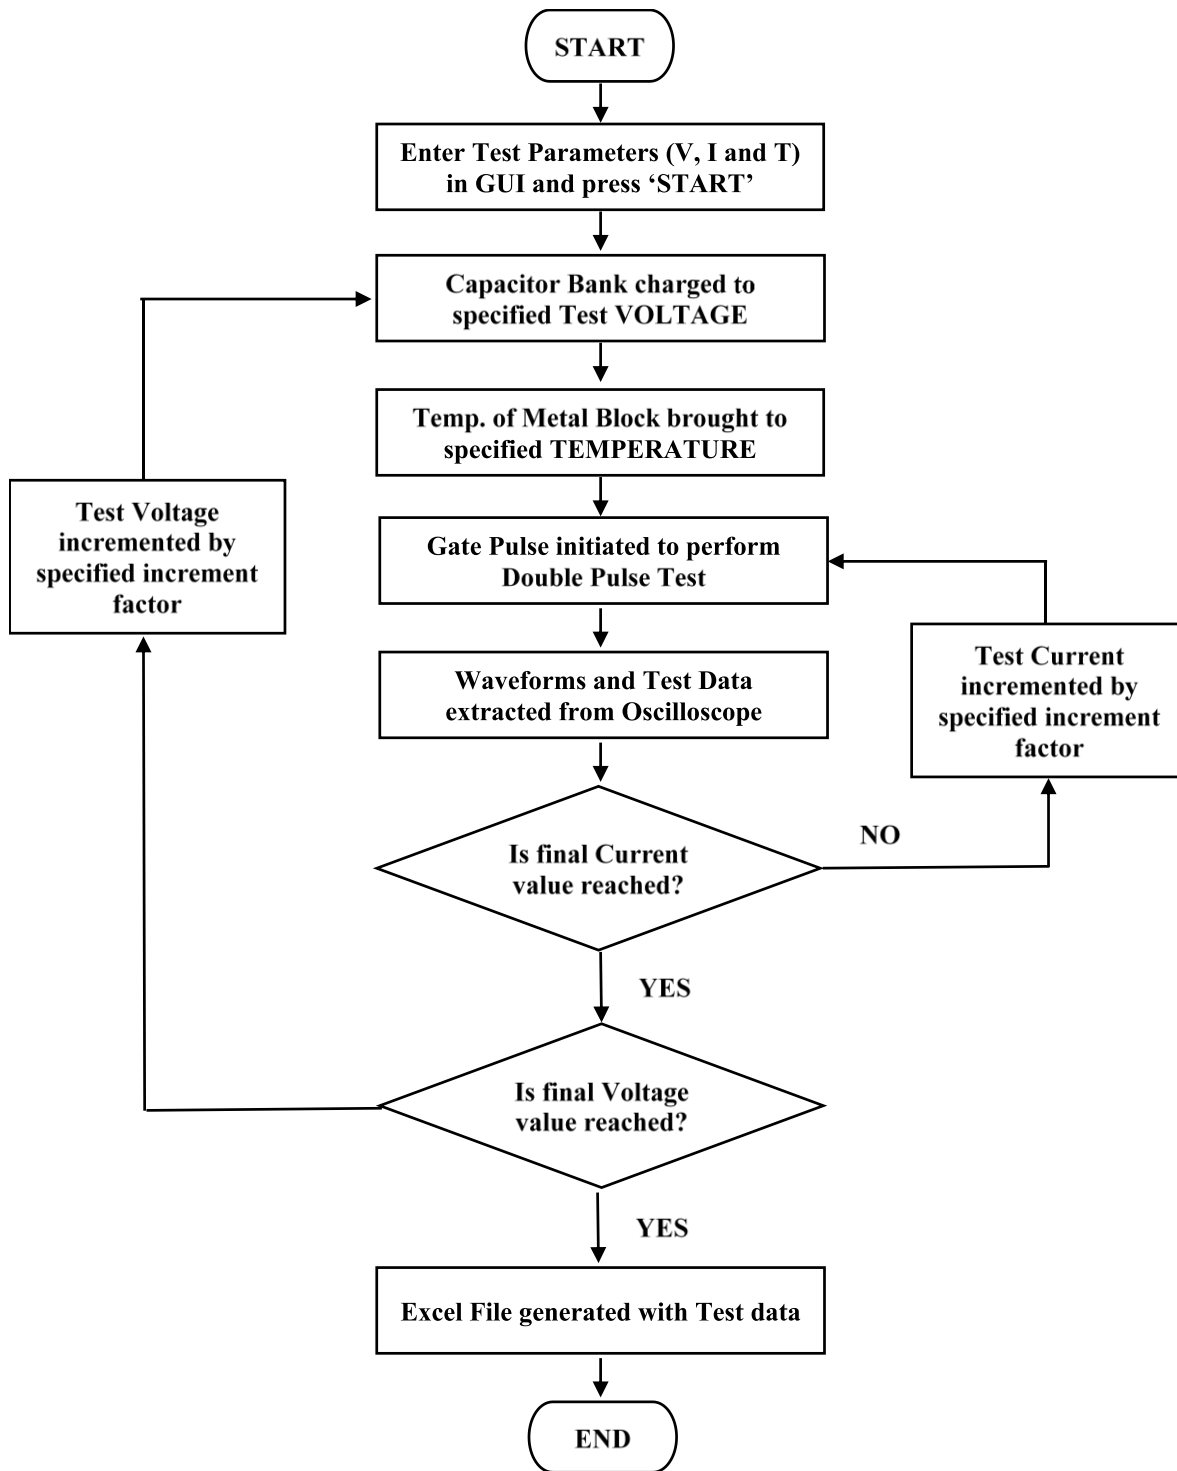 START
Enter Test Parameters (V, I and T)
in GUI and press ‘START’
Capacitor Bank charged to
specified Test VOLTAGE
Temp. of Metal Block brought to
specified TEMPERATURE
Test Voltage
incremented by
specified increment
factor
Gate Pulse initiated to perform
Double Pulse Test
Test Current
incremented by
specified increment
factor
Waveforms and Test Data
extracted from Oscilloscope
Is final Current
value reached?
NO
YES
Is final Voltage
value reached?
YES
Excel File generated with Test data
END